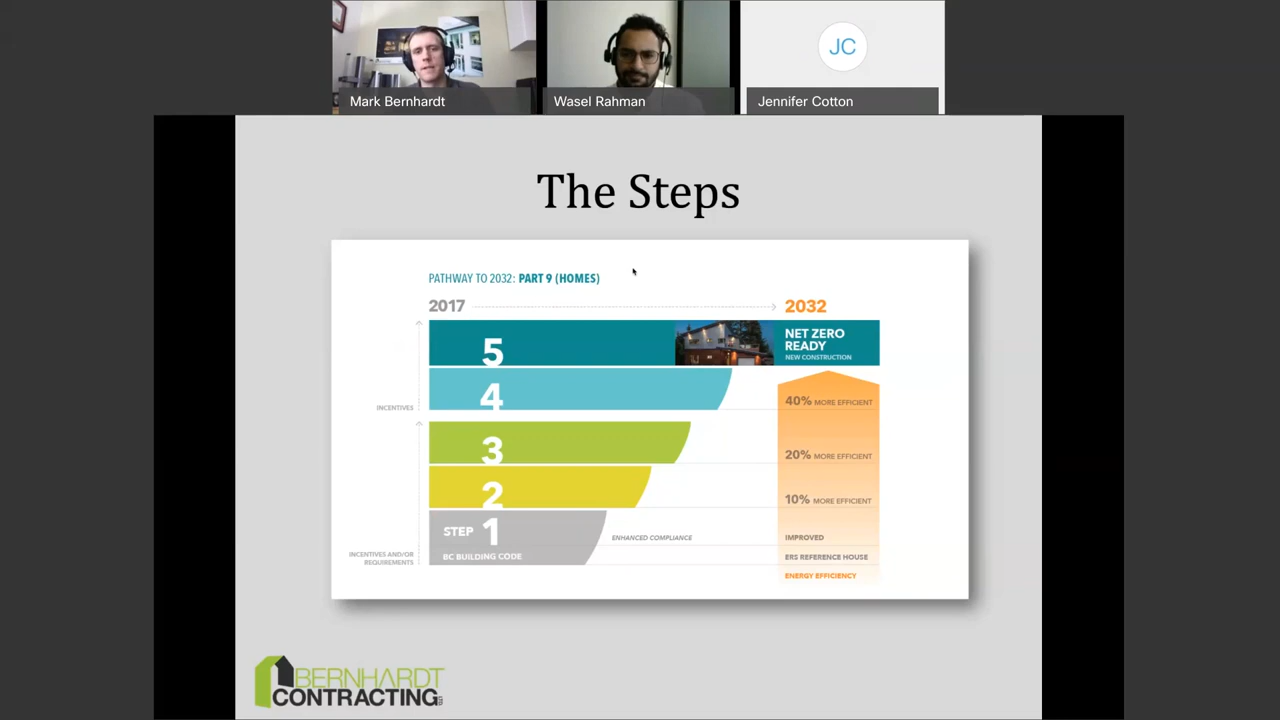 Mark Bernhardt
Wasel Rahman
JC
Jennifer Cotton
The Steps
PATHWAY TO 2032: PART 9 (HOMES)
2017
2032
5
NET ZERO
READY
NEW CONSTRUCTION
4
INCENTIVES
40% MORE EFFICIENT
3
20% MORE EFFICIENT
2
10% MORE EFFICIENT
STEP 1
ENHANCED COMPLIANCE
IMPROVED
BC BUILDING CODE
INCENTIVES AND/OR
REQUIREMENTS
ERS REFERENCE HOUSE
ENERGY EFFICIENCY
BERNHARDT
CONTRACTING LTD